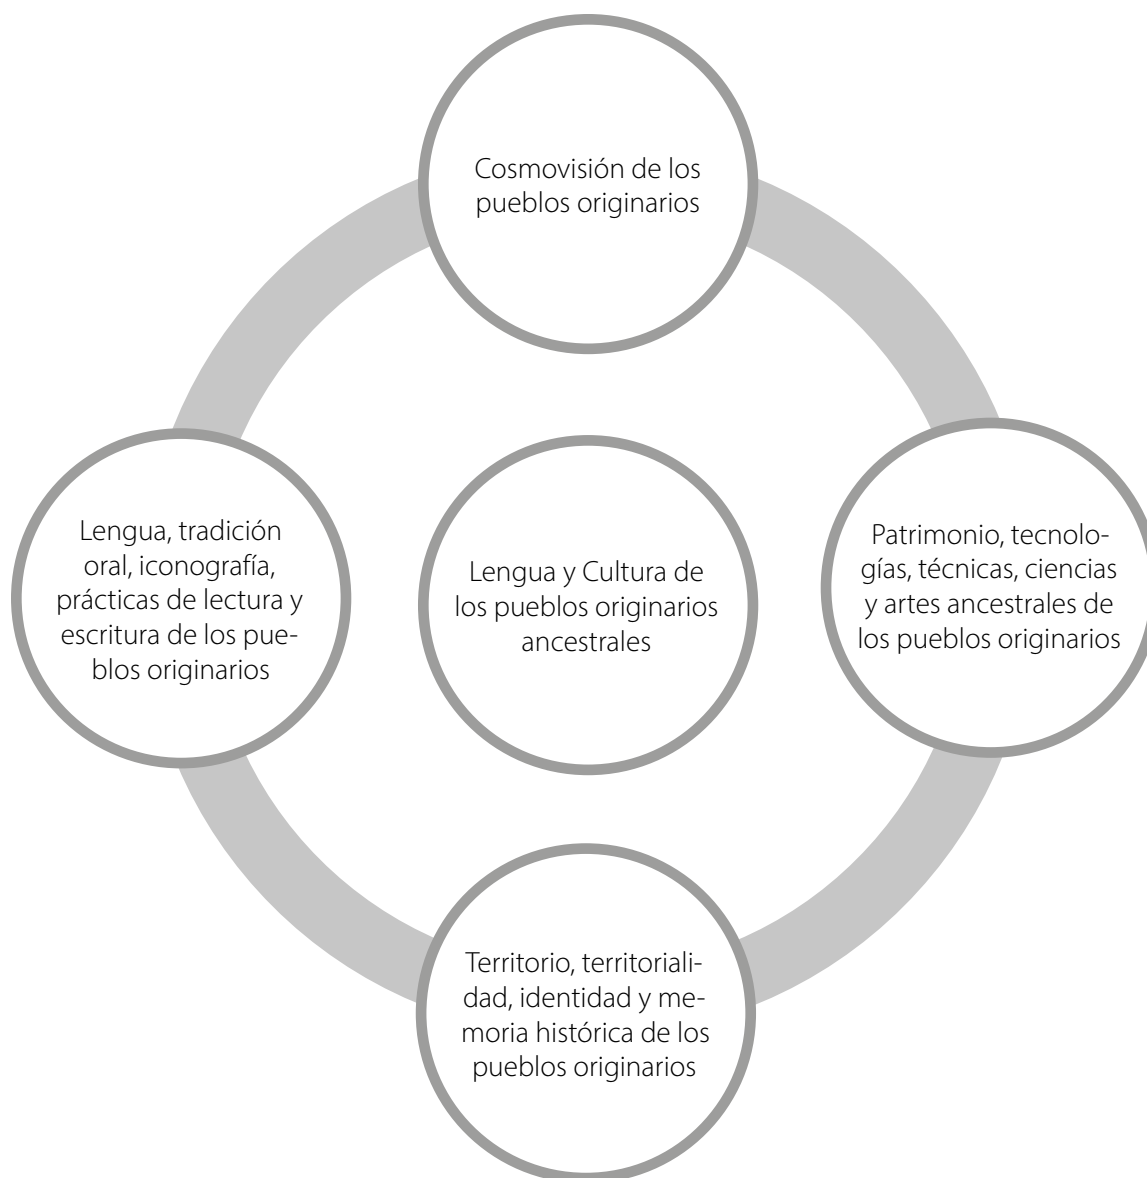 Cosmovisión de los
pueblos originarios
Lengua, tradición
oral, iconografía,
prácticas de lectura y
escritura de los pue-
blos originarios
Lengua y Cultura de
los pueblos originarios
ancestrales
Patrimonio, tecnolo-
gías, técnicas, ciencias
y artes ancestrales de
los pueblos originarios
Territorio, territoriali-
dad, identidad y me-
moria histórica de los
pueblos originarios